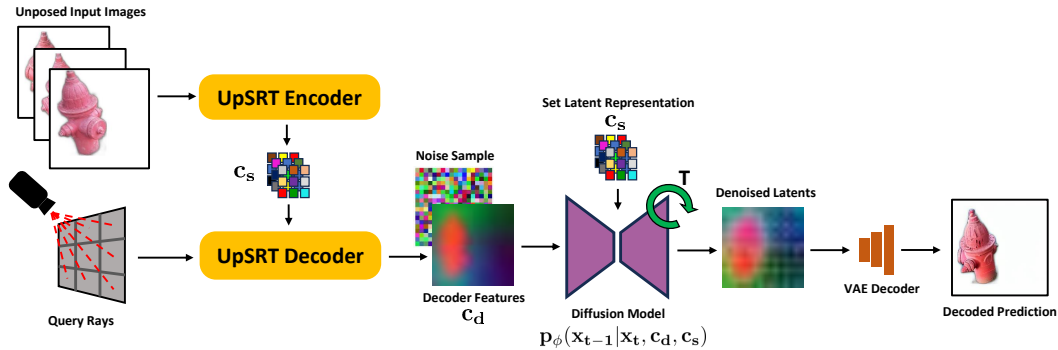 Unposed Input Images
UpSRT Encoder
c_s
Query Rays
UpSRT Decoder
Noise Sample
Decoder Features
c_d
Set Latent Representation
c_s
T
Diffusion Model
p_ϕ(x_{t−1}|x_t, c_d, c_s)
Denoised Latents
VAE Decoder
Decoded Prediction